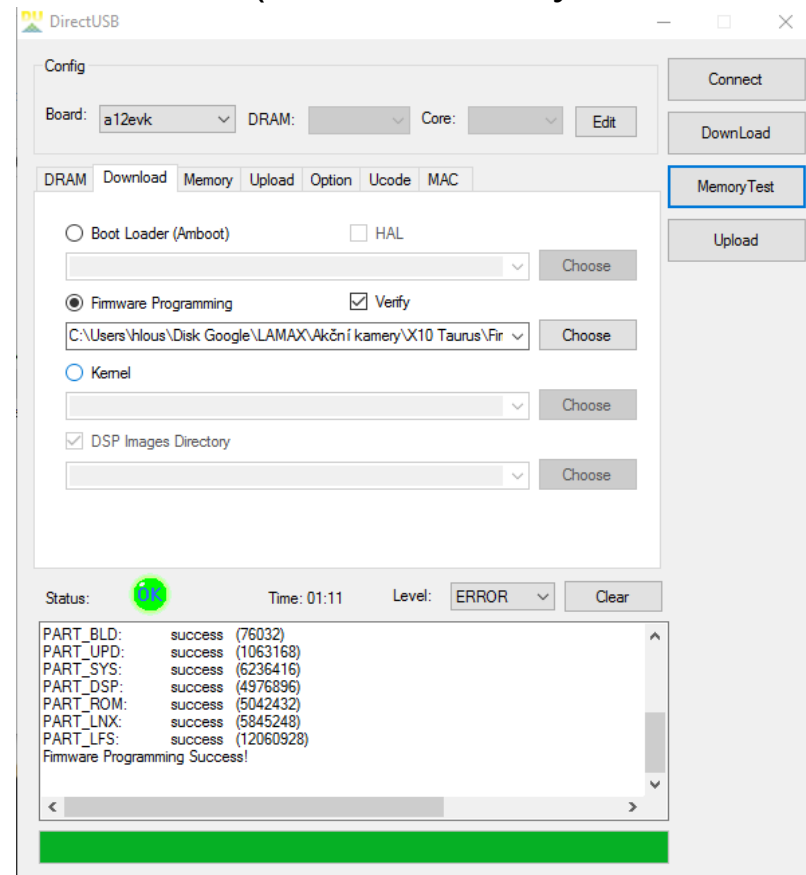 DirectUSB
Config
Board: a12evk DRAM: Core: Edit
Connect
DownLoad
MemoryTest
Upload
DRAM Download Memory Upload Option Ucode MAC
Boot Loader (Amboot) HAL
Choose
Firmware Programming Verify
C:\Users\hlous\Disk Google\LAMAX\Akční kamery\X10 Taurus\Fir Choose
Kernel
Choose
DSP Images Directory
Choose
Status: OK Time: 01:11 Level: ERROR Clear
PART_BLD: success (76032)
PART_UPD: success (1063168)
PART_SYS: success (6236416)
PART_DSP: success (4976896)
PART_ROM: success (5042432)
PART_LNX: success (5845248)
PART_LFS: success (12060928)
Firmware Programming Success!